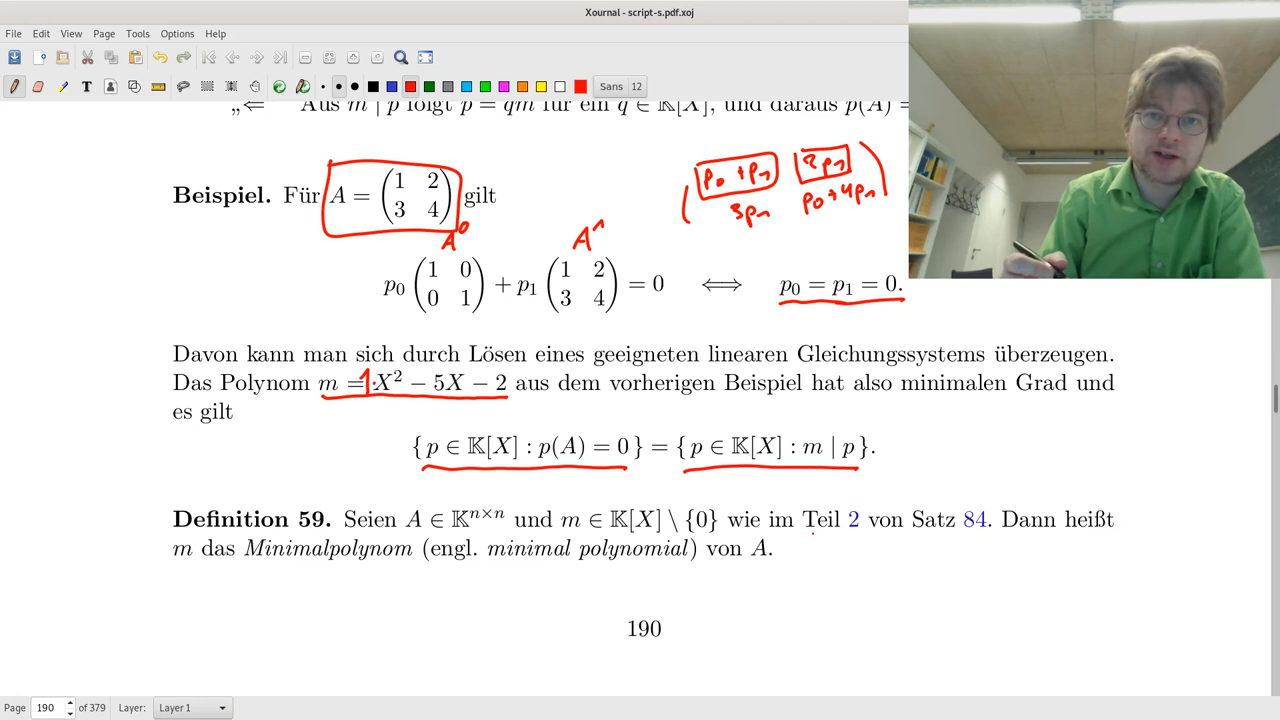 Xournal - script-s.pdf.xoj
File Edit View Page Tools Options Help
Sans 12
„⇐ Aus m | p folgt p = qm für ein q ∈ 𝕂[X], und daraus p(A) =
Beispiel. Für A = (1 2 3 4) gilt
p₀ + p₁ 2p₁
3p₁ p₀ + 4p₁
A⁰ A¹
p₀ (1 0 0 1) + p₁ (1 2 3 4) = 0 ⟺ p₀ = p₁ = 0.
Davon kann man sich durch Lösen eines geeigneten linearen Gleichungssystems überzeugen.
Das Polynom m = 1·X² − 5X − 2 aus dem vorherigen Beispiel hat also minimalen Grad und
es gilt
{ p ∈ 𝕂[X] : p(A) = 0 } = { p ∈ 𝕂[X] : m | p }.
Definition 59. Seien A ∈ 𝕂ⁿˣⁿ und m ∈ 𝕂[X] \ {0} wie im Teil 2 von Satz 84. Dann heißt
m das Minimalpolynom (engl. minimal polynomial) von A.
190
Page 190 of 379 Layer: Layer 1